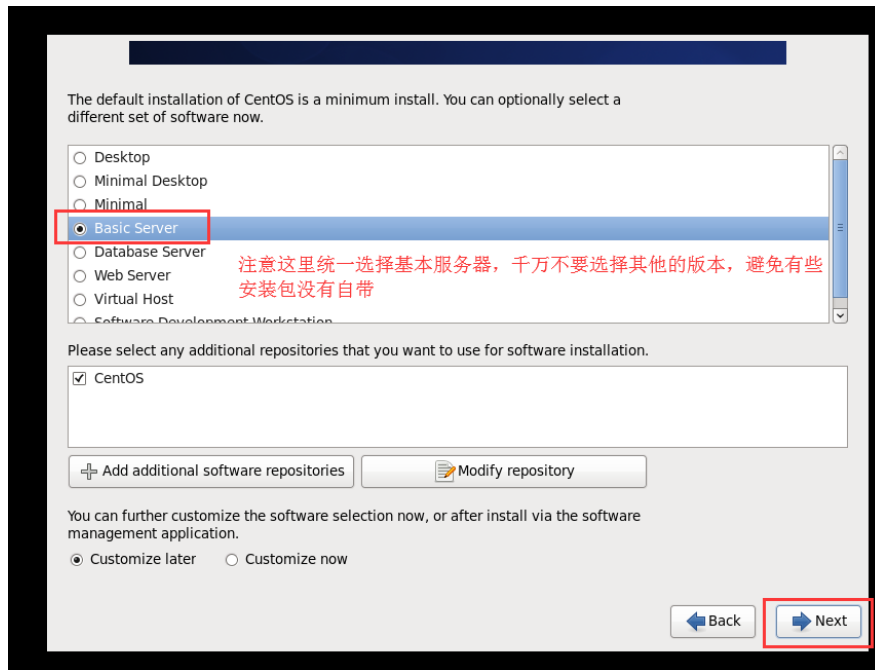 The default installation of CentOS is a minimum install. You can optionally select a
different set of software now.
Desktop
Minimal Desktop
Minimal
Basic Server
Database Server
Web Server
Virtual Host
Software Development Workstation
注意这里统一选择基本服务器，千万不要选择其他的版本，避免有些
安装包没有自带
Please select any additional repositories that you want to use for software installation.
CentOS
Add additional software repositories
Modify repository
You can further customize the software selection now, or after install via the software
management application.
Customize later
Customize now
Back
Next